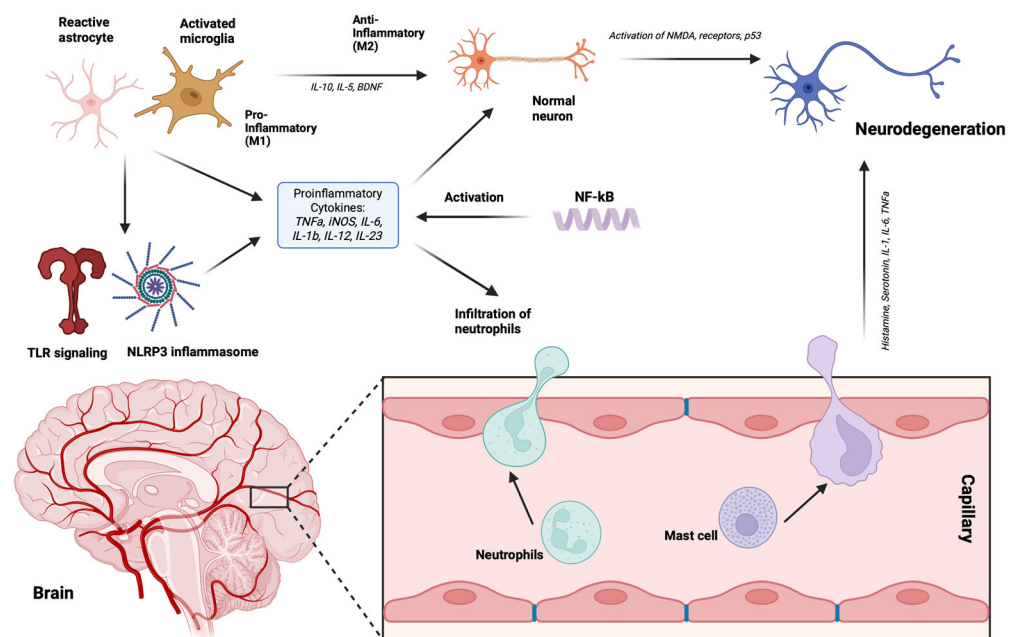 Reactive
astrocyte
Activated
microglia
Anti-
Inflammatory
(M2)
IL-10, IL-5, BDNF
Pro-
Inflammatory
(M1)
Normal
neuron
Activation of NMDA, receptors, p53
Neurodegeneration
Proinflammatory
Cytokines:
TNFa, iNOS, IL-6,
IL-1b, IL-12, IL-23
Activation
NF-kB
Histamine, Serotonin, IL-1, IL-6, TNFa
Infiltration of
neutrophils
TLR signaling
NLRP3 inflammasome
Brain
Neutrophils
Mast cell
Capillary